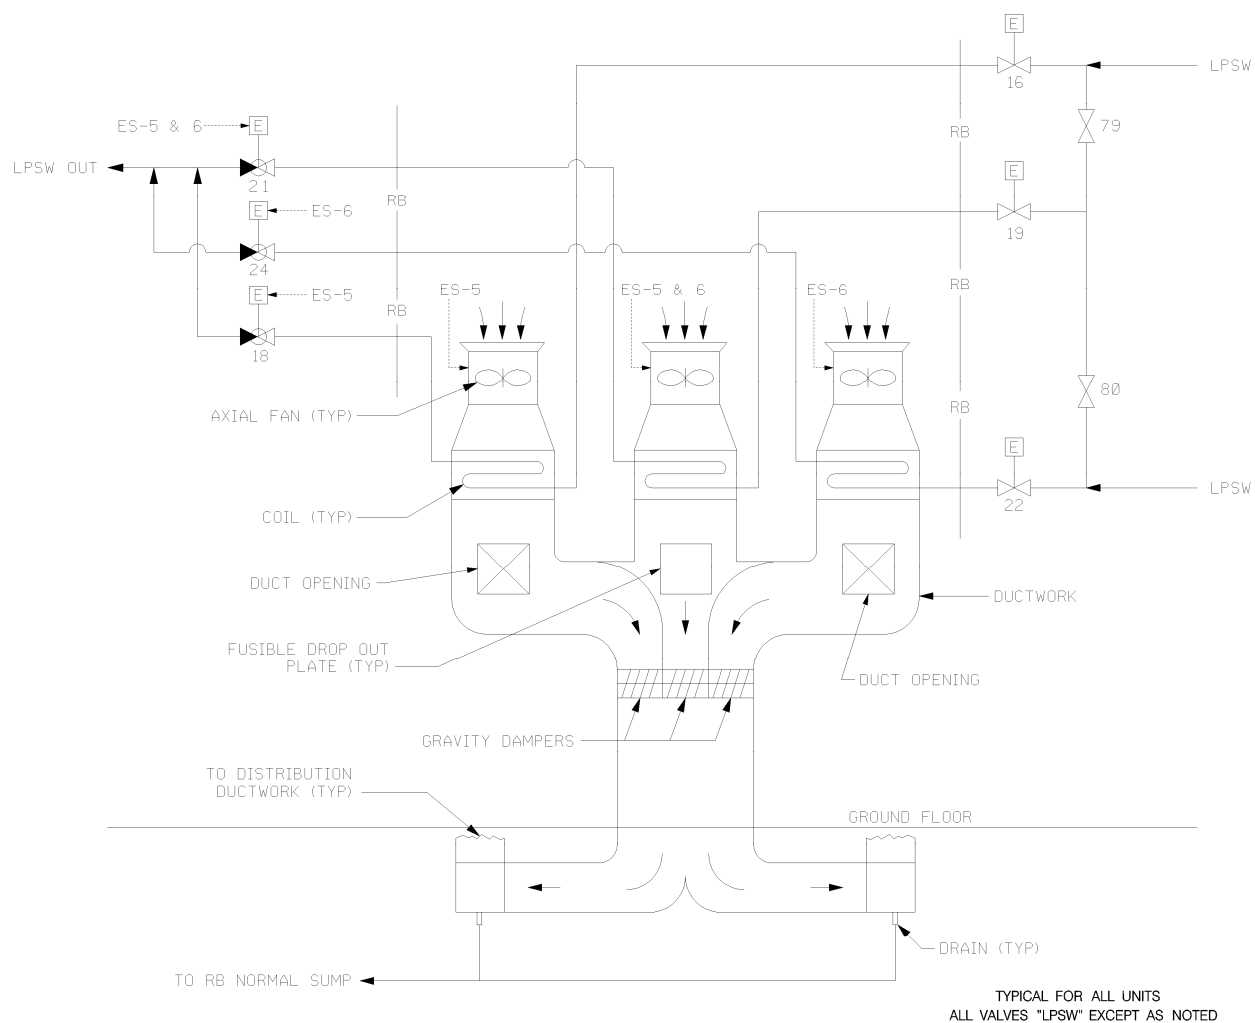 E
LPSW
16
ES-5 & 6
E
79
RB
LPSW OUT
21
E
RB
E
ES-6
19
24
RB
E
ES-5
ES-5
ES-5 & 6
ES-6
RB
18
80
AXIAL FAN (TYP)
RB
E
LPSW
22
COIL (TYP)
DUCT OPENING
DUCTWORK
FUSIBLE DROP OUT
PLATE (TYP)
DUCT OPENING
GRAVITY DAMPERS
TO DISTRIBUTION
DUCTWORK (TYP)
GROUND FLOOR
DRAIN (TYP)
TO RB NORMAL SUMP
TYPICAL FOR ALL UNITS
ALL VALVES "LPSW" EXCEPT AS NOTED